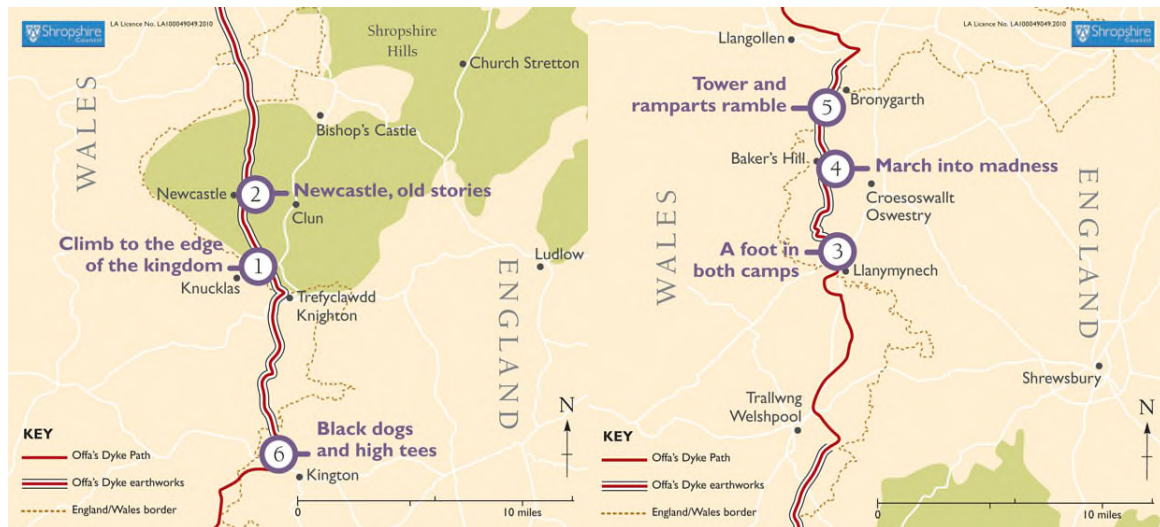 LA Licence No. LA100049049.2010
Shropshire
Council
Shropshire
Hills
Church Stretton
WALES
Bishop's Castle
Newcastle
2
Newcastle, old stories
Clun
Climb to the edge
of the kingdom
1
Knucklas
Ludlow
ENGLAND
Trefyclawdd
Knighton
Black dogs
and high tees
6
Kington
N
KEY
Offa's Dyke Path
Offa's Dyke earthworks
England/Wales border
0
10 miles
LA Licence No. LA100049049.2010
Shropshire
Council
Llangollen
Tower and
ramparts ramble
5
Bronygarth
Baker's Hill
4
March into madness
Croesoswallt
Oswestry
WALES
ENGLAND
A foot in
both camps
3
Llanymynech
Shrewsbury
Trallwng
Welshpool
N
KEY
Offa's Dyke Path
Offa's Dyke earthworks
England/Wales border
0
10 miles